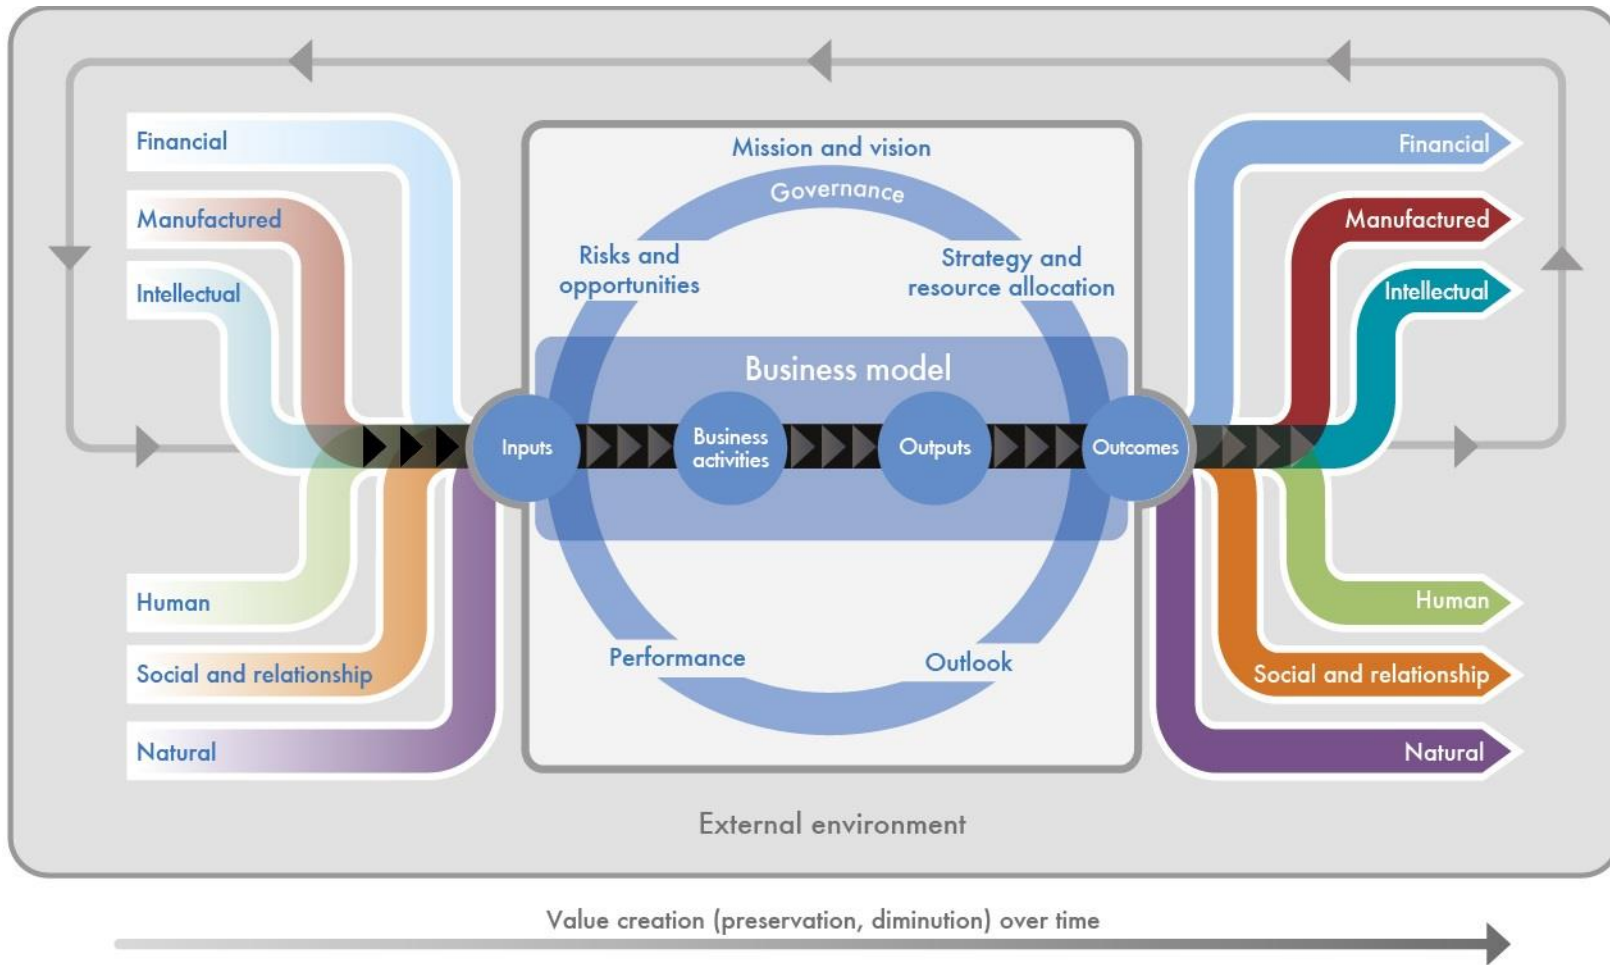 Financial
Manufactured
Intellectual
Human
Social and relationship
Natural
Mission and vision
Governance
Risks and
opportunities
Strategy and
resource allocation
Business model
Inputs
Business
activities
Outputs
Outcomes
Performance
Outlook
Financial
Manufactured
Intellectual
Human
Social and relationship
Natural
External environment
Value creation (preservation, diminution) over time